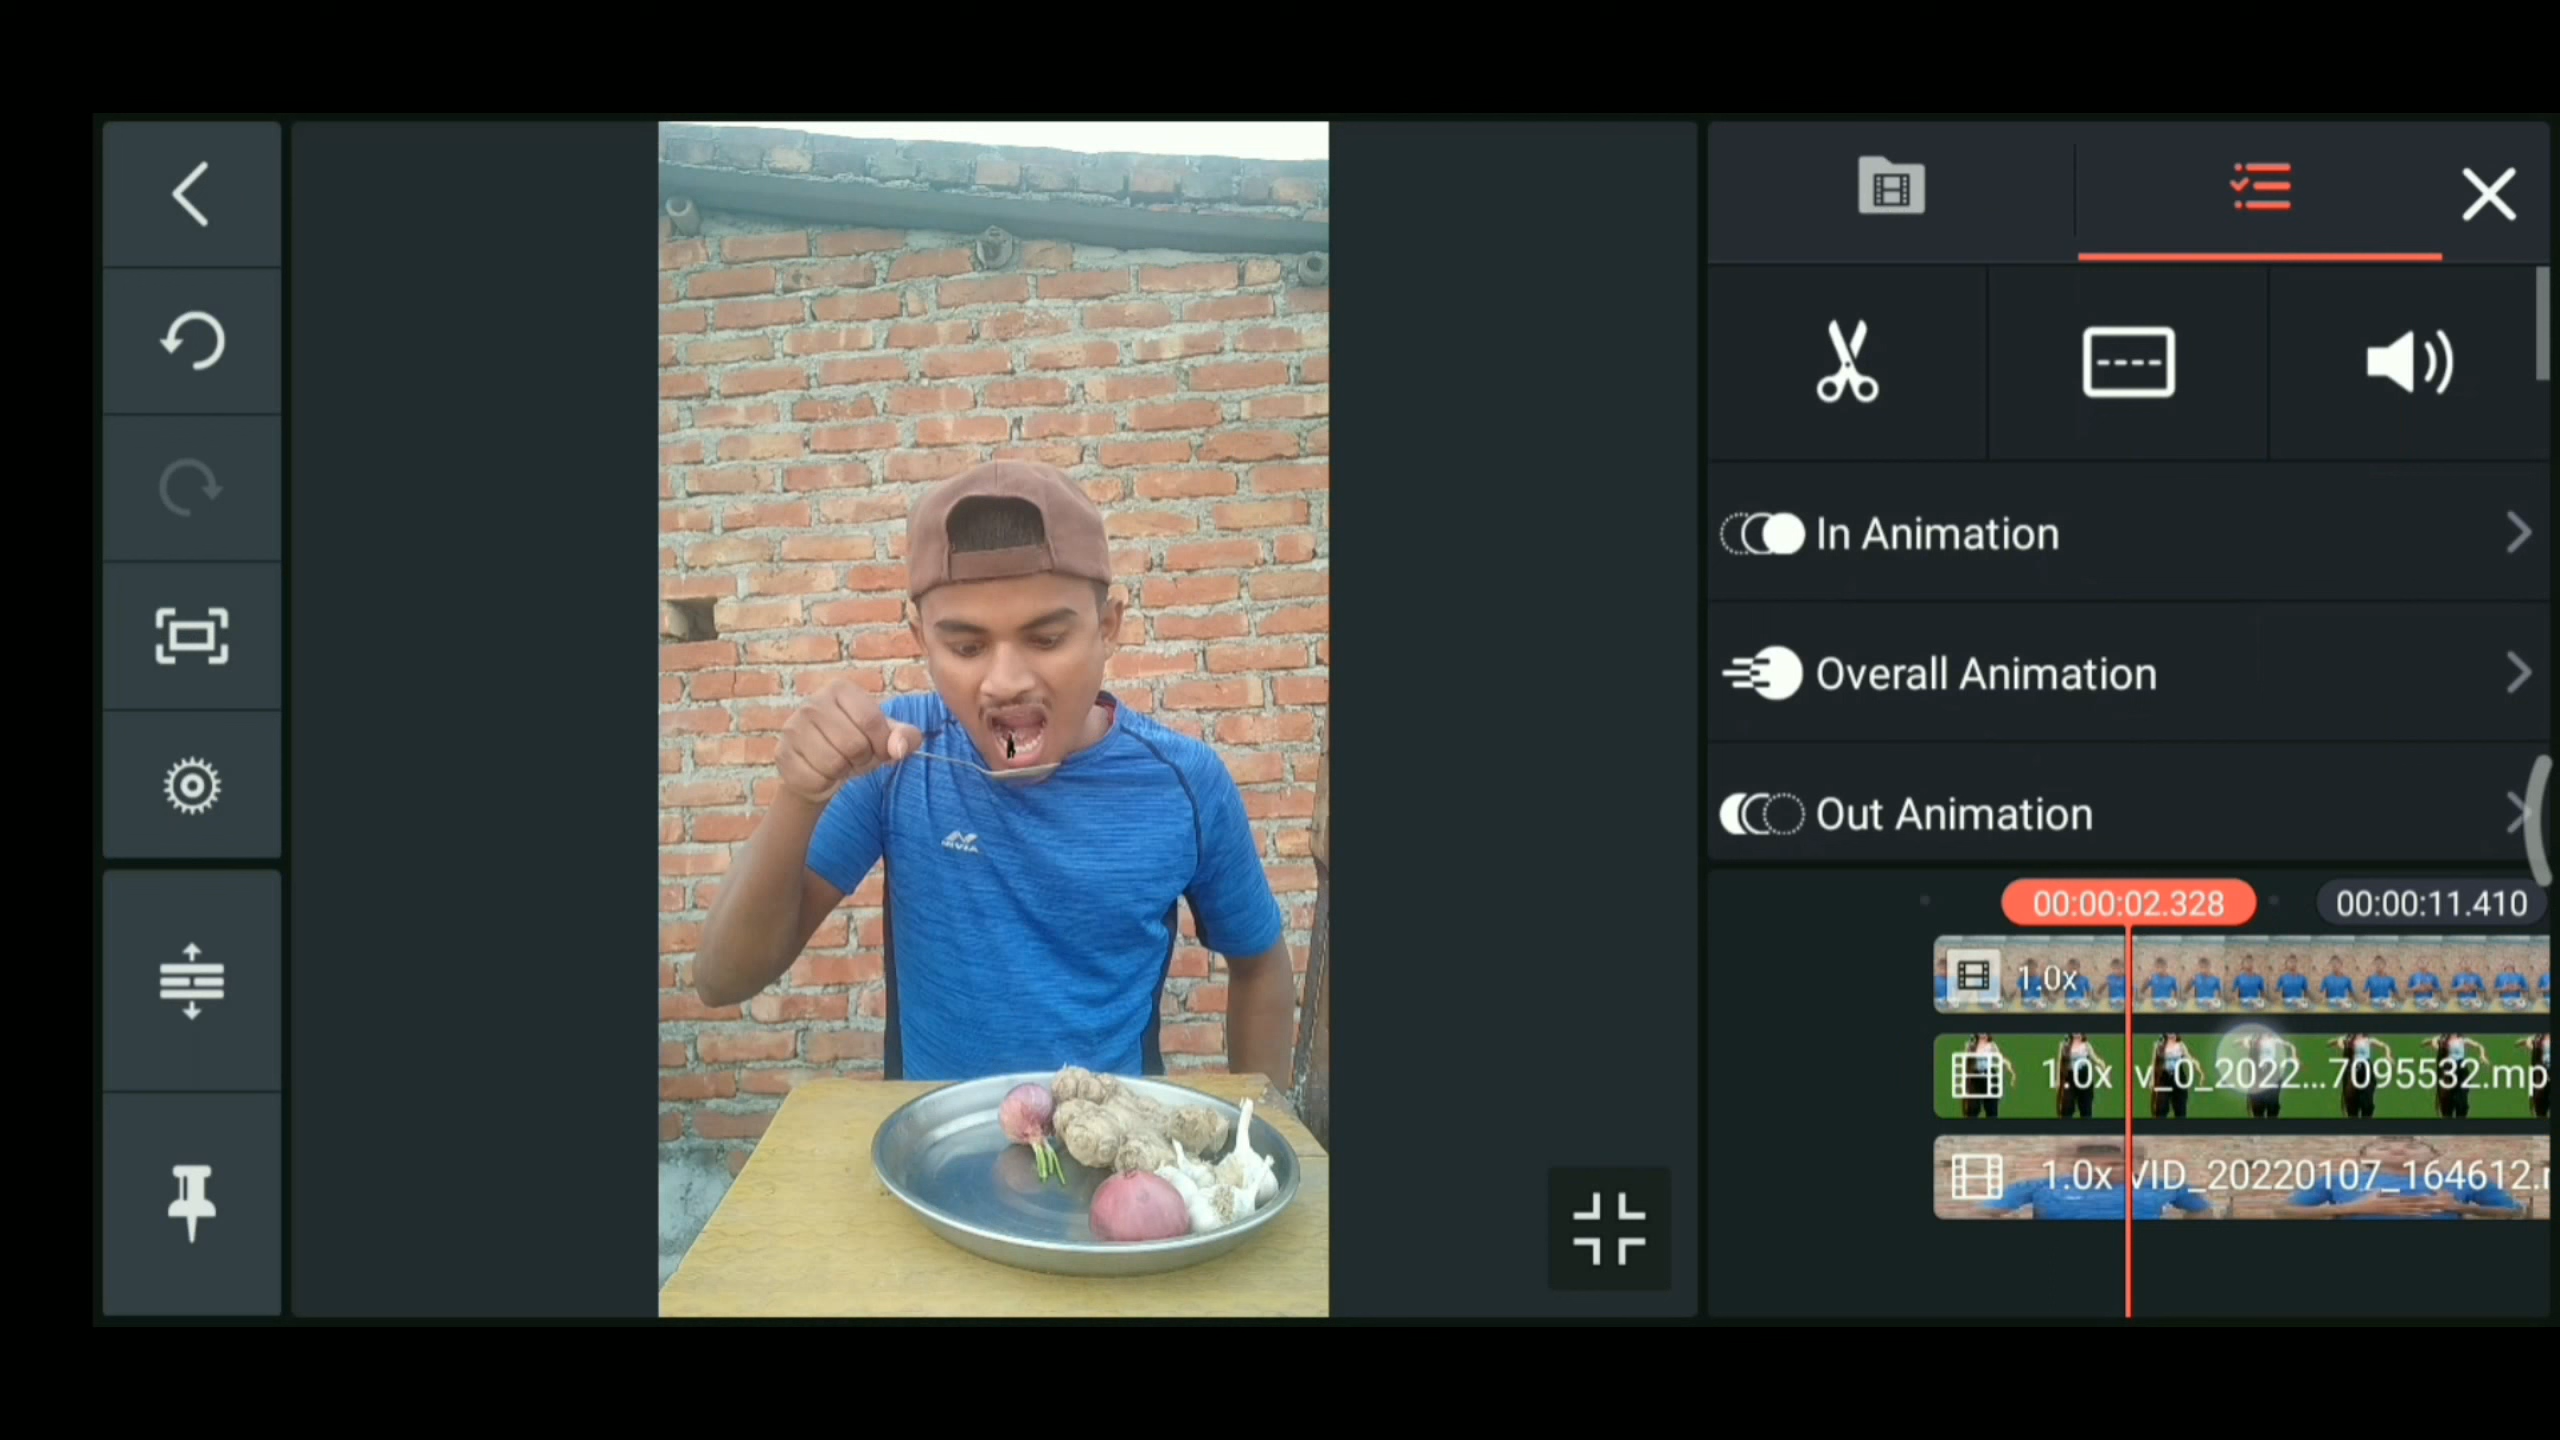 In Animation
Overall Animation
Out Animation
00:00:02.328
00:00:11.410
1.0x
1.0x v_0_2022...7095532.mp
1.0x VID_20220107_164612.
NIVIA